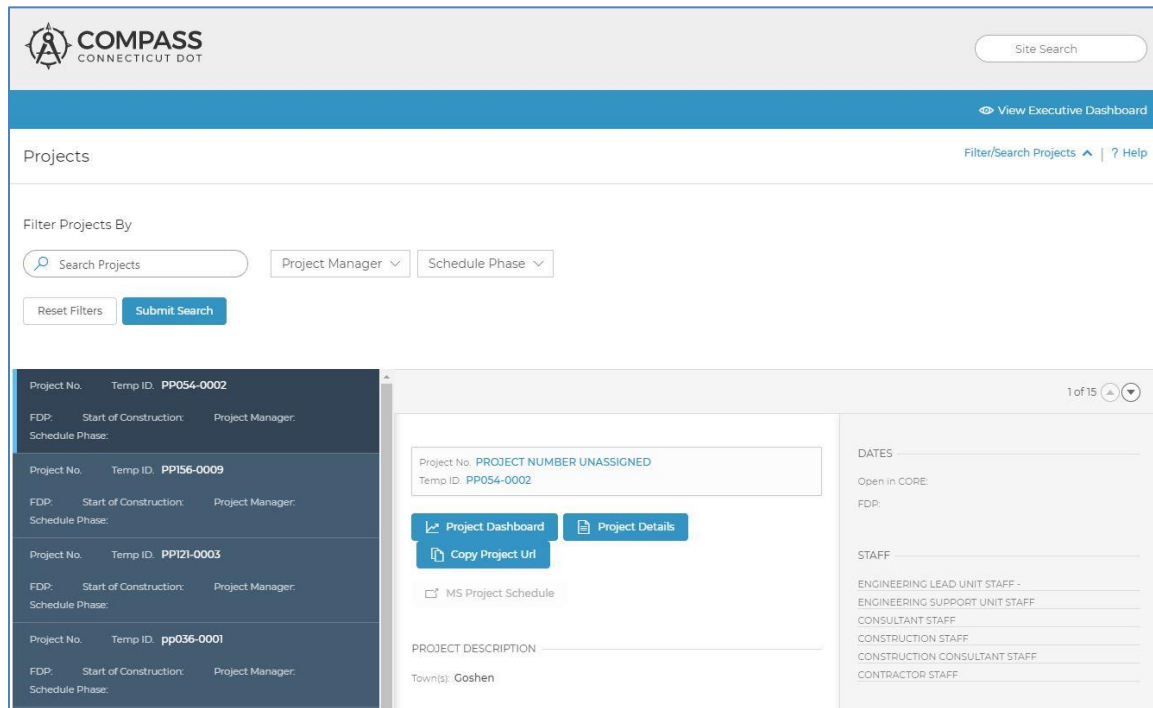 COMPASS
CONNECTICUT DOT
Site Search
View Executive Dashboard
Projects
Filter/Search Projects | ? Help
Filter Projects By
Search Projects
Project Manager
Schedule Phase
Reset Filters
Submit Search
Project No. Temp ID. PP054-0002
FDP: Start of Construction: Project Manager:
Schedule Phase:
Project No. Temp ID. PP156-0009
FDP: Start of Construction: Project Manager:
Schedule Phase:
Project No. Temp ID. PP121-0003
FDP: Start of Construction: Project Manager:
Schedule Phase:
Project No. Temp ID. pp036-0001
FDP: Start of Construction: Project Manager:
Schedule Phase:
1 of 15
Project No. PROJECT NUMBER UNASSIGNED
Temp ID. PP054-0002
Project Dashboard
Project Details
Copy Project Url
MS Project Schedule
PROJECT DESCRIPTION
Town(s): Goshen
DATES
Open in CORE:
FDP:
STAFF
ENGINEERING LEAD UNIT STAFF -
ENGINEERING SUPPORT UNIT STAFF
CONSULTANT STAFF
CONSTRUCTION STAFF
CONSTRUCTION CONSULTANT STAFF
CONTRACTOR STAFF